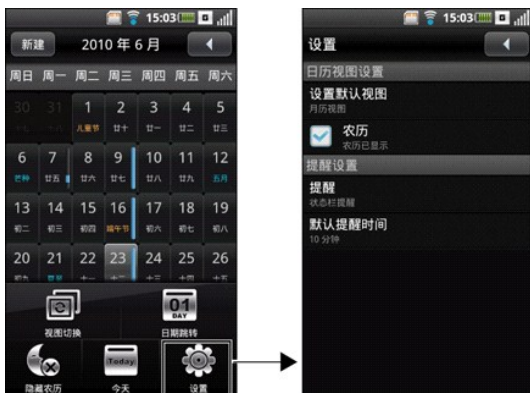 15:03
新建 2010 年 6 月
周日 周一 周二 周三 周四 周五 周六
30 31 1 2 3 4 5
儿童节 廿十 廿一 廿二 廿三
6 7 8 9 10 11 12
芒种 廿五 廿六 廿七 廿八 廿九 五月
13 14 15 16 17 18 19
初二 初三 初四 端午节 初六 初七 初八
20 21 22 23 24 25 26
01
DAY
视图切换 日期跳转
Today
隐藏农历 今天 设置
15:03
设置
日历视图设置
设置默认视图
月历视图
农历
农历已显示
提醒设置
提醒
状态栏提醒
默认提醒时间
10 分钟